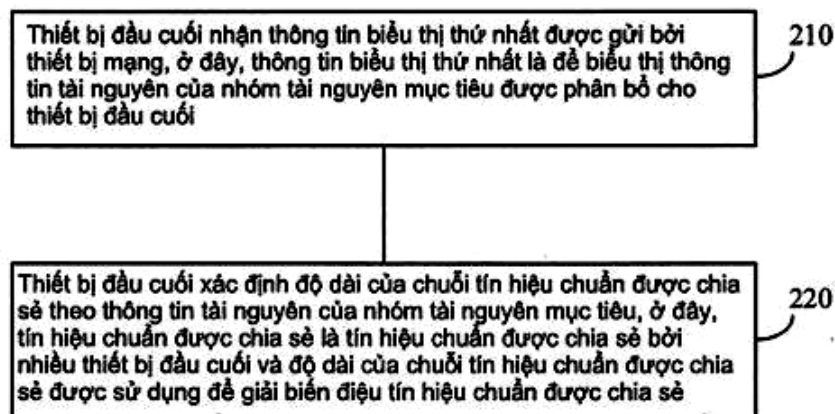 Thiết bị đầu cuối nhận thông tin biểu thị thứ nhất được gửi bởi
thiết bị mạng, ở đây, thông tin biểu thị thứ nhất là để biểu thị thông
tin tài nguyên của nhóm tài nguyên mục tiêu được phân bổ cho
thiết bị đầu cuối
210
Thiết bị đầu cuối xác định độ dài của chuỗi tín hiệu chuẩn được chia
sẻ theo thông tin tài nguyên của nhóm tài nguyên mục tiêu, ở đây,
tín hiệu chuẩn được chia sẻ là tín hiệu chuẩn được chia sẻ bởi
nhiều thiết bị đầu cuối và độ dài của chuỗi tín hiệu chuẩn được chia
sẻ được sử dụng để giải biến điệu tín hiệu chuẩn được chia sẻ
220